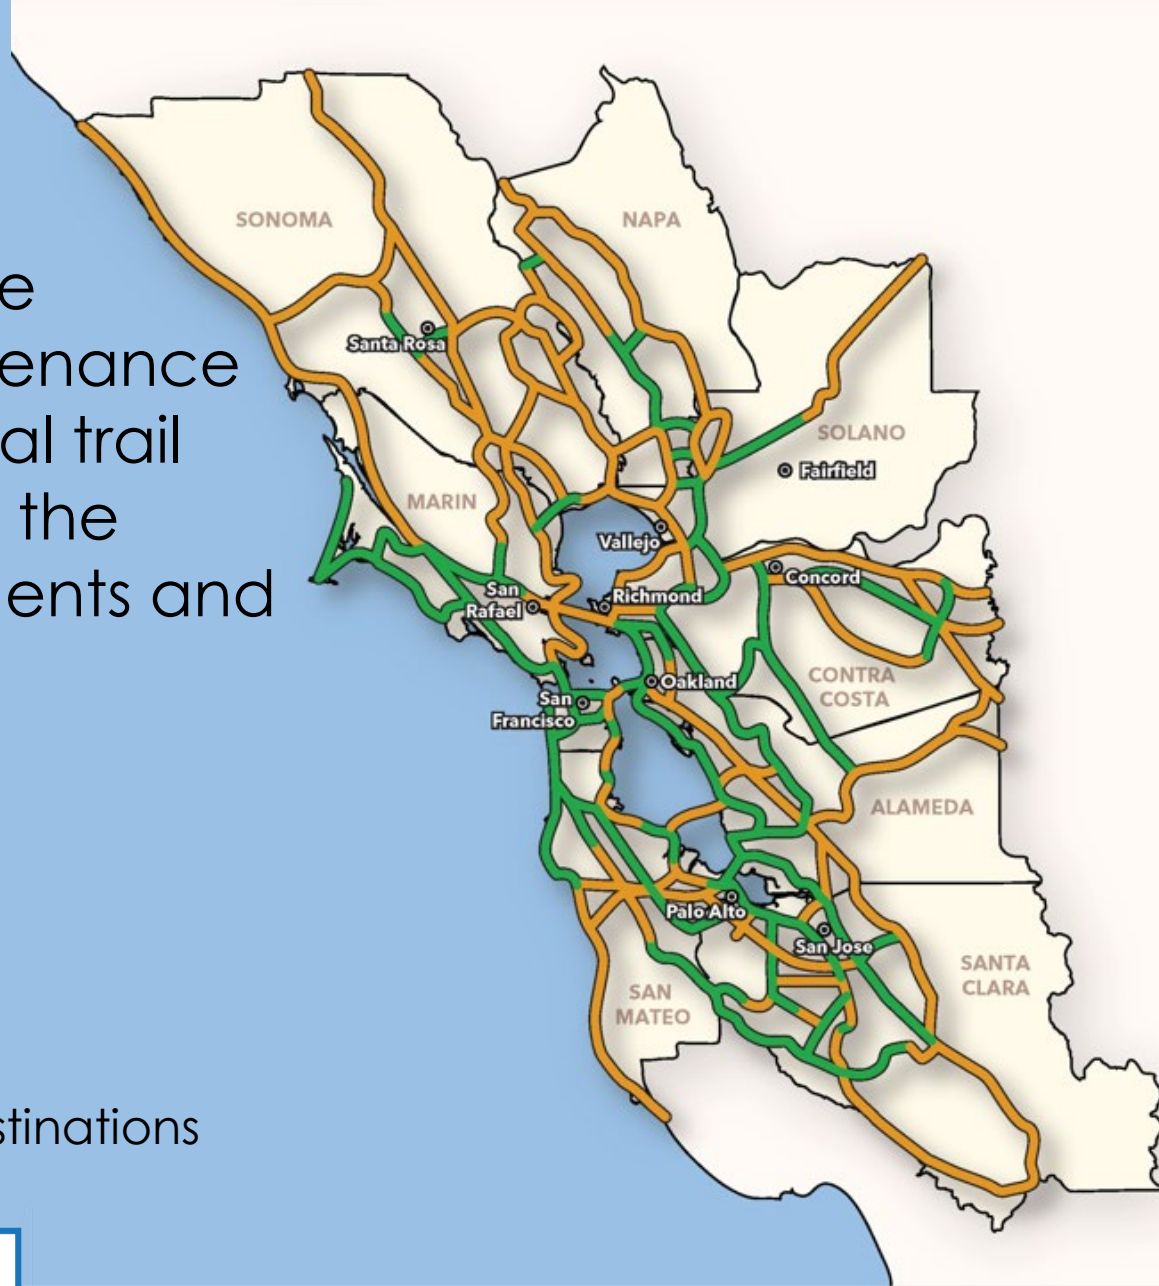 e
enance
al trail
the
ents and
stinations
SONOMA
NAPA
Santa Rosa
SOLANO
Fairfield
MARIN
Vallejo
Concord
San
Rafael
Richmond
CONTRA
COSTA
Oakland
San
Francisco
ALAMEDA
Palo Alto
San Jose
SANTA
CLARA
SAN
MATEO